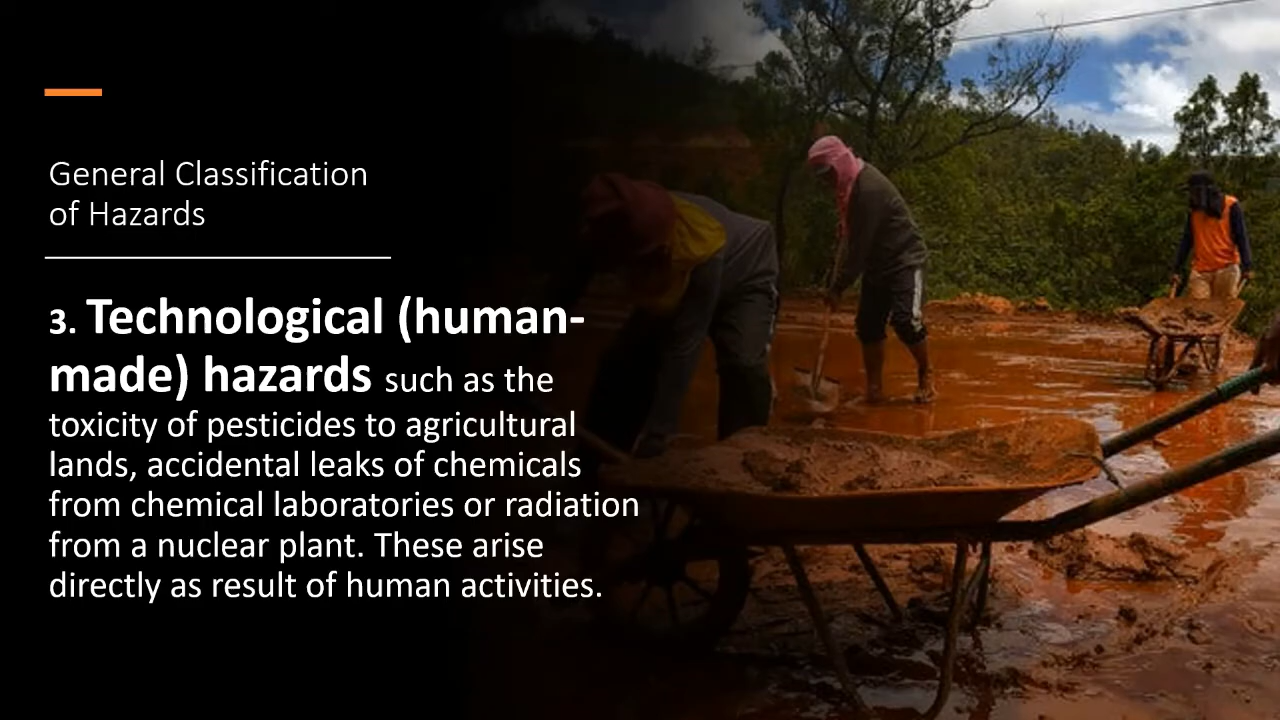 General Classification
of Hazards
3. Technological (human-
made) hazards such as the
toxicity of pesticides to agricultural
lands, accidental leaks of chemicals
from chemical laboratories or radiation
from a nuclear plant. These arise
directly as result of human activities.